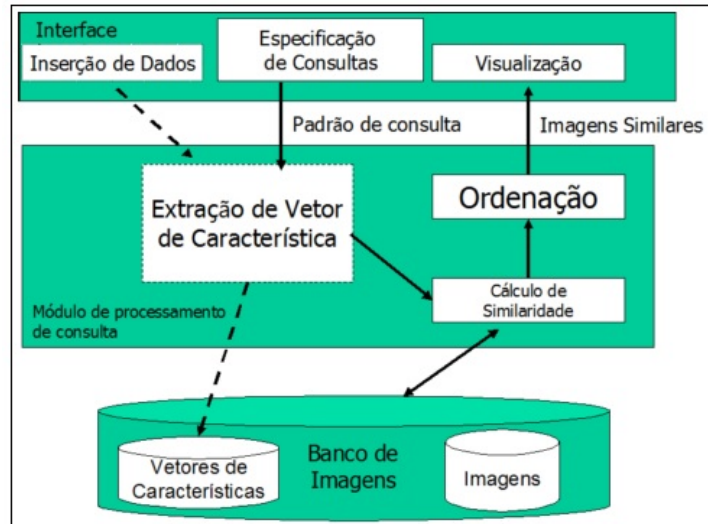 Interface
Inserção de Dados
Especificação
de Consultas
Visualização
Padrão de consulta
Imagens Similares
Extração de Vetor
de Característica
Ordenação
Cálculo de
Similaridade
Módulo de processamento
de consulta
Banco de
Imagens
Vetores de
Características
Imagens